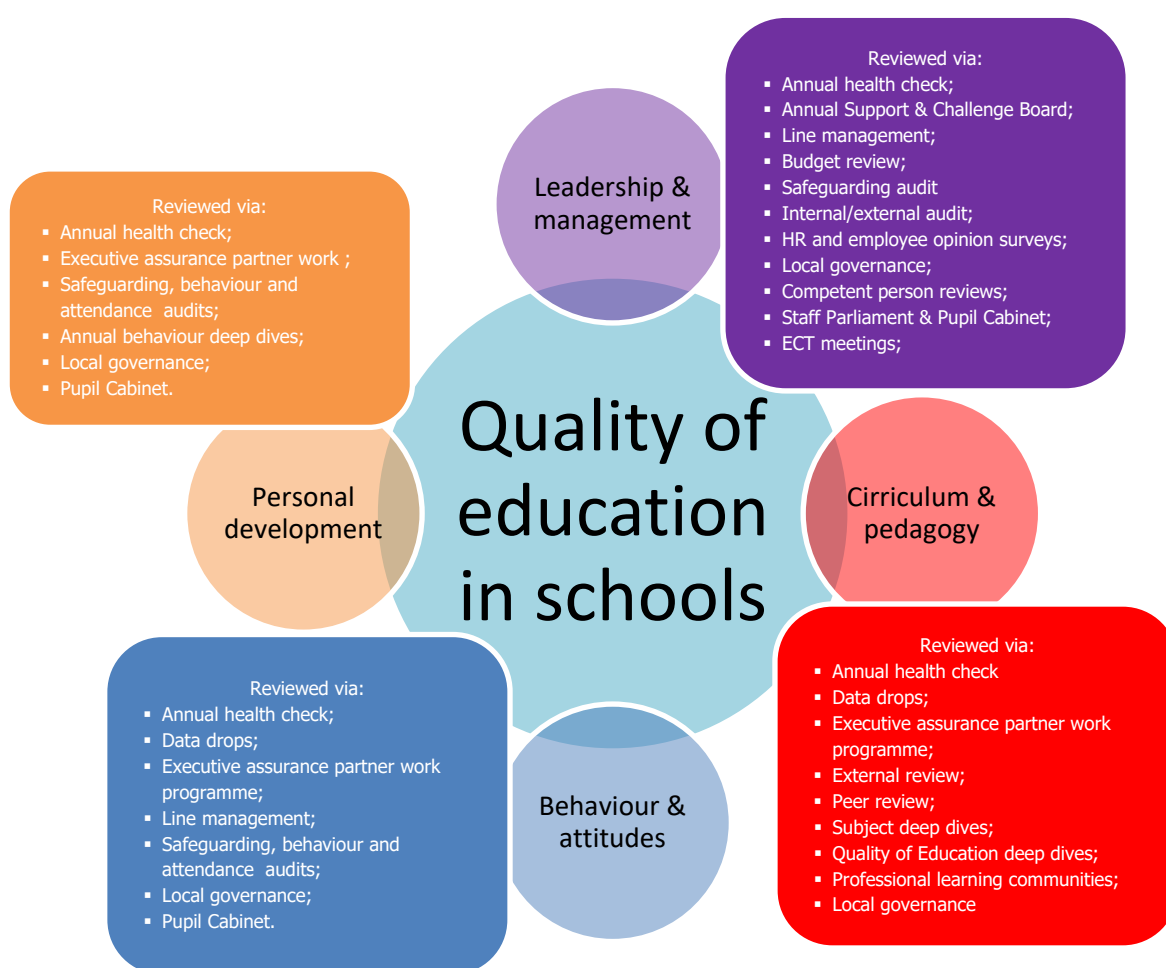 Reviewed via:
▪ Annual health check;
▪ Annual Support & Challenge Board;
▪ Line management;
▪ Budget review;
▪ Safeguarding audit
▪ Internal/external audit;
▪ HR and employee opinion surveys;
▪ Local governance;
▪ Competent person reviews;
▪ Staff Parliament & Pupil Cabinet;
▪ ECT meetings;
Leadership &
management
Reviewed via:
▪ Annual health check;
▪ Executive assurance partner work ;
▪ Safeguarding, behaviour and
attendance  audits;
▪ Annual behaviour deep dives;
▪ Local governance;
▪ Pupil Cabinet.
Quality of
education
in schools
Personal
development
Cirriculum &
pedagogy
Reviewed via:
▪ Annual health check
▪ Data drops;
▪ Executive assurance partner work
programme;
▪ External review;
▪ Peer review;
▪ Subject deep dives;
▪ Quality of Education deep dives;
▪ Professional learning communities;
▪ Local governance
Reviewed via:
▪ Annual health check;
▪ Data drops;
▪ Executive assurance partner work
programme;
▪ Line management;
▪ Safeguarding, behaviour and
attendance  audits;
▪ Local governance;
▪ Pupil Cabinet.
Behaviour &
attitudes